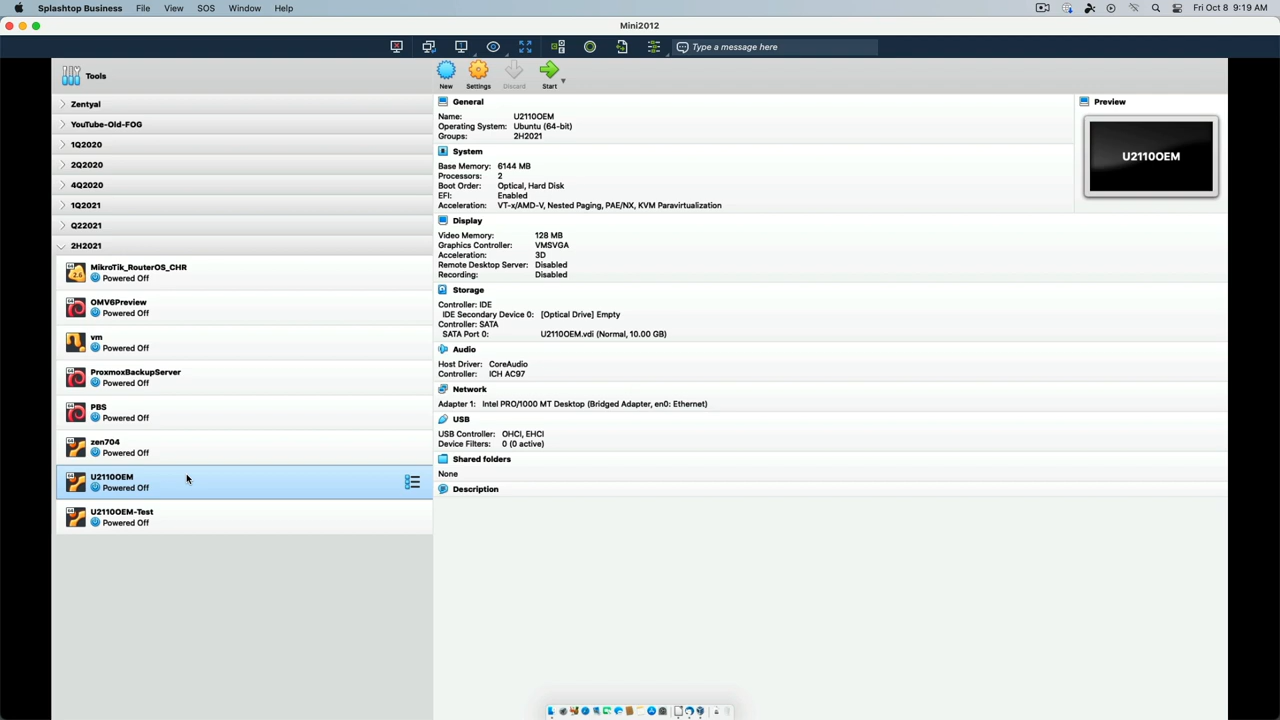 Splashtop Business File View SOS Window Help Fri Oct 8 9:19 AM
Mini2012
Type a message here
Tools
New Settings Discard Start
Zentyal
YouTube-Old-FOG
1Q2020
2Q2020
4Q2020
1Q2021
Q22021
2H2021
MikroTik_RouterOS_CHR
Powered Off
OMV6Preview
Powered Off
vm
Powered Off
ProxmoxBackupServer
Powered Off
PBS
Powered Off
zen704
Powered Off
U2110OEM
Powered Off
U2110OEM-Test
Powered Off
General
Name: U2110OEM
Operating System: Ubuntu (64-bit)
Groups: 2H2021
System
Base Memory: 6144 MB
Processors: 2
Boot Order: Optical, Hard Disk
EFI: Enabled
Acceleration: VT-x/AMD-V, Nested Paging, PAE/NX, KVM Paravirtualization
Display
Video Memory: 128 MB
Graphics Controller: VMSVGA
Acceleration: 3D
Remote Desktop Server: Disabled
Recording: Disabled
Storage
Controller: IDE
IDE Secondary Device 0: [Optical Drive] Empty
Controller: SATA
SATA Port 0: U2110OEM.vdi (Normal, 10.00 GB)
Audio
Host Driver: CoreAudio
Controller: ICH AC97
Network
Adapter 1: Intel PRO/1000 MT Desktop (Bridged Adapter, en0: Ethernet)
USB
USB Controller: OHCI, EHCI
Device Filters: 0 (0 active)
Shared folders
None
Description
Preview
U2110OEM